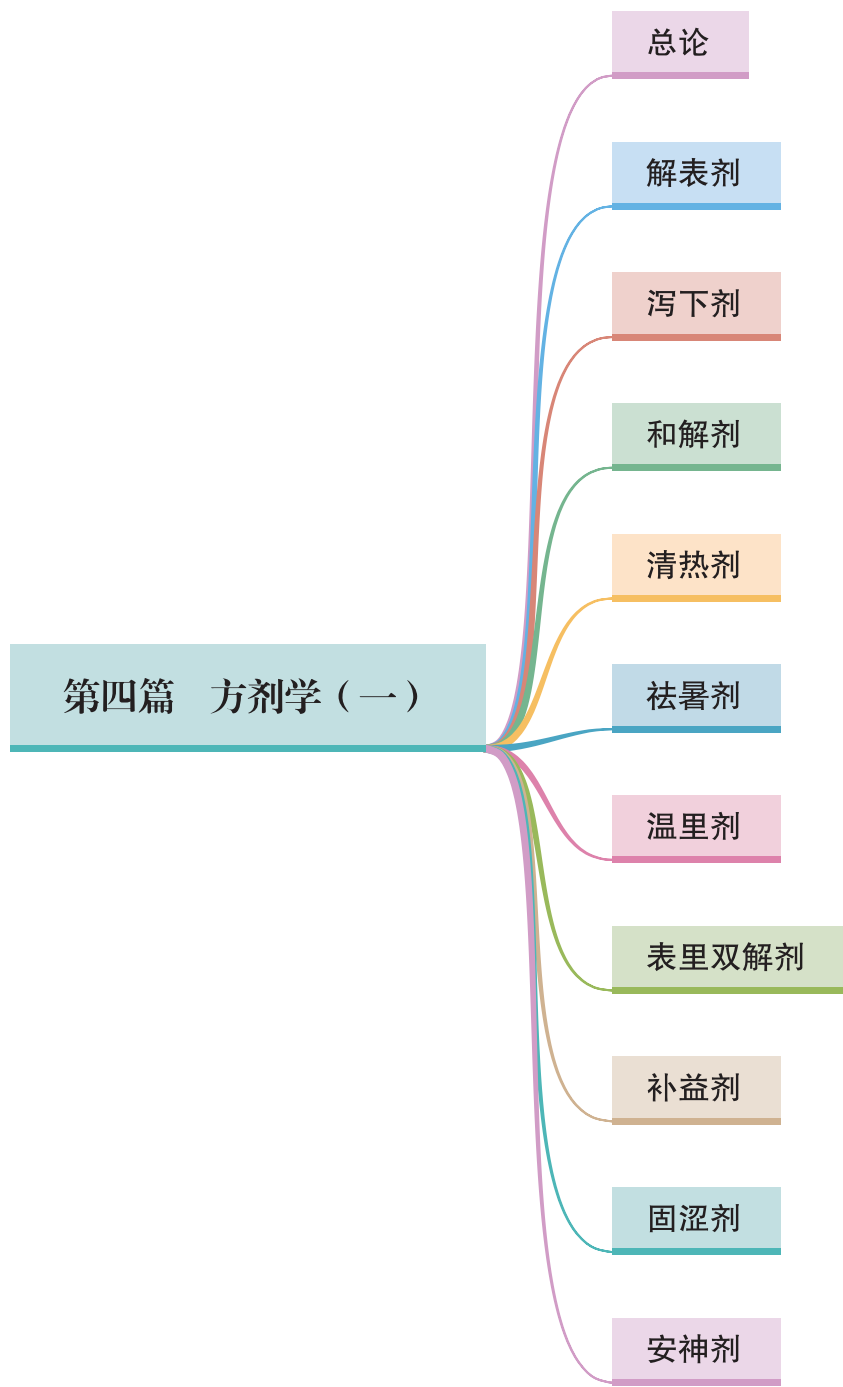 总论
解表剂
泻下剂
和解剂
清热剂
第四篇　方剂学（一）
祛暑剂
温里剂
表里双解剂
补益剂
固涩剂
安神剂